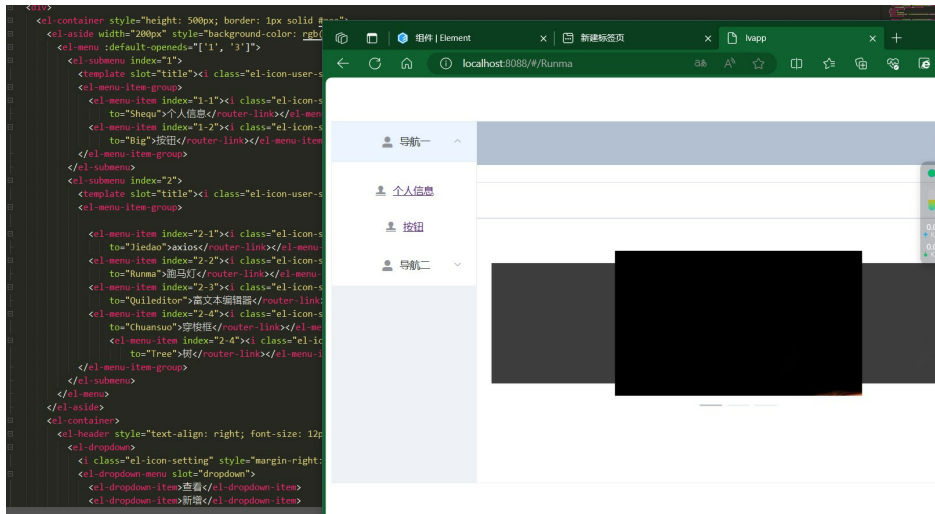 <div>
<el-container style="height: 500px; border: 1px solid
<el-aside width="200px" style="background-color: rgb(
<el-menu :default-openeds="['1', '3']">
<el-submenu index="1">
<template slot="title"><i class="el-icon-user-s
<el-menu-item-group>
<el-menu-item index="1-1"><i class="el-icon-s
to="Shequ">个人信息</router-link></el-men
<el-menu-item index="1-2"><i class="el-icon-s
to="Big">按钮</router-link></el-menu-item
</el-menu-item-group>
</el-submenu>
<el-submenu index="2">
<template slot="title"><i class="el-icon-user-s
<el-menu-item-group>
<el-menu-item index="2-1"><i class="el-icon-s
to="Jiedao">axios</router-link></el-menu-
<el-menu-item index="2-2"><i class="el-icon-s
to="Runma">跑马灯</router-link></el-menu-
<el-menu-item index="2-3"><i class="el-icon-s
to="Quileditor">富文本编辑器</router-link>
<el-menu-item index="2-4"><i class="el-icon-s
to="Chuansuo">穿梭框</router-link></el-me
<el-menu-item index="2-4"><i class="el-ic
to="Tree">树</router-link></el-menu-i
</el-menu-item-group>
</el-submenu>
</el-menu>
</el-aside>
<el-container>
<el-header style="text-align: right; font-size: 12p
<el-dropdown>
<i class="el-icon-setting" style="margin-right:
<el-dropdown-menu slot="dropdown">
<el-dropdown-item>查看</el-dropdown-item>
<el-dropdown-item>新增</el-dropdown-item>
组件 | Element
新建标签页
lvapp
localhost:8088/#/Runma
导航一
个人信息
按钮
导航二